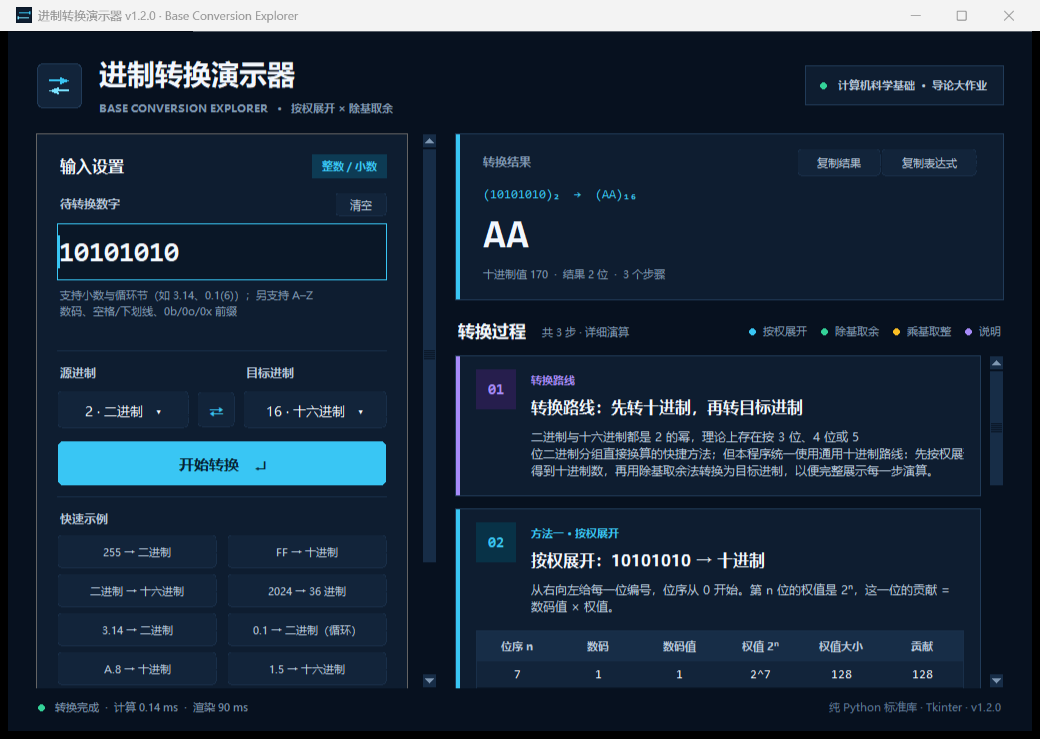 进制转换演示器 v1.2.0 · Base Conversion Explorer
进制转换演示器
BASE CONVERSION EXPLORER • 按权展开 × 除基取余
计算机科学基础 • 导论大作业
输入设置
整数 / 小数
待转换数字
清空
10101010
支持小数与循环节（如 3.14、0.1(6)）；另支持 A–Z
数码、空格/下划线、0b/0o/0x 前缀
源进制
目标进制
2 · 二进制 ▾
⇄
16 · 十六进制 ▾
开始转换 ↵
快速示例
255 → 二进制
FF → 十进制
二进制 → 十六进制
2024 → 36 进制
3.14 → 二进制
0.1 → 二进制（循环）
A.8 → 十进制
1.5 → 十六进制
转换结果
复制结果
复制表达式
(10101010)₂ → (AA)₁₆
AA
十进制值 170 · 结果 2 位 · 3 个步骤
转换过程
共 3 步 · 详细演算
按权展开
除基取余
乘基取整
说明
01
转换路线
转换路线：先转十进制，再转目标进制
二进制与十六进制都是 2 的幂，理论上存在按 3 位、4 位或 5
位二进制分组直接换算的快捷方法；但本程序统一使用通用十进制路线：先按权展
得到十进制数，再用除基取余法转换为目标进制，以便完整展示每一步演算。
02
方法一 • 按权展开
按权展开：10101010 → 十进制
从右向左给每一位编号，位序从 0 开始。第 n 位的权值是 2ⁿ，这一位的贡献 =
数码值 × 权值。
位序 n 数码 数码值 权值 2ⁿ 权值大小 贡献
7 1 1 2^7 128 128
转换完成 · 计算 0.14 ms · 渲染 90 ms
纯 Python 标准库 · Tkinter · v1.2.0